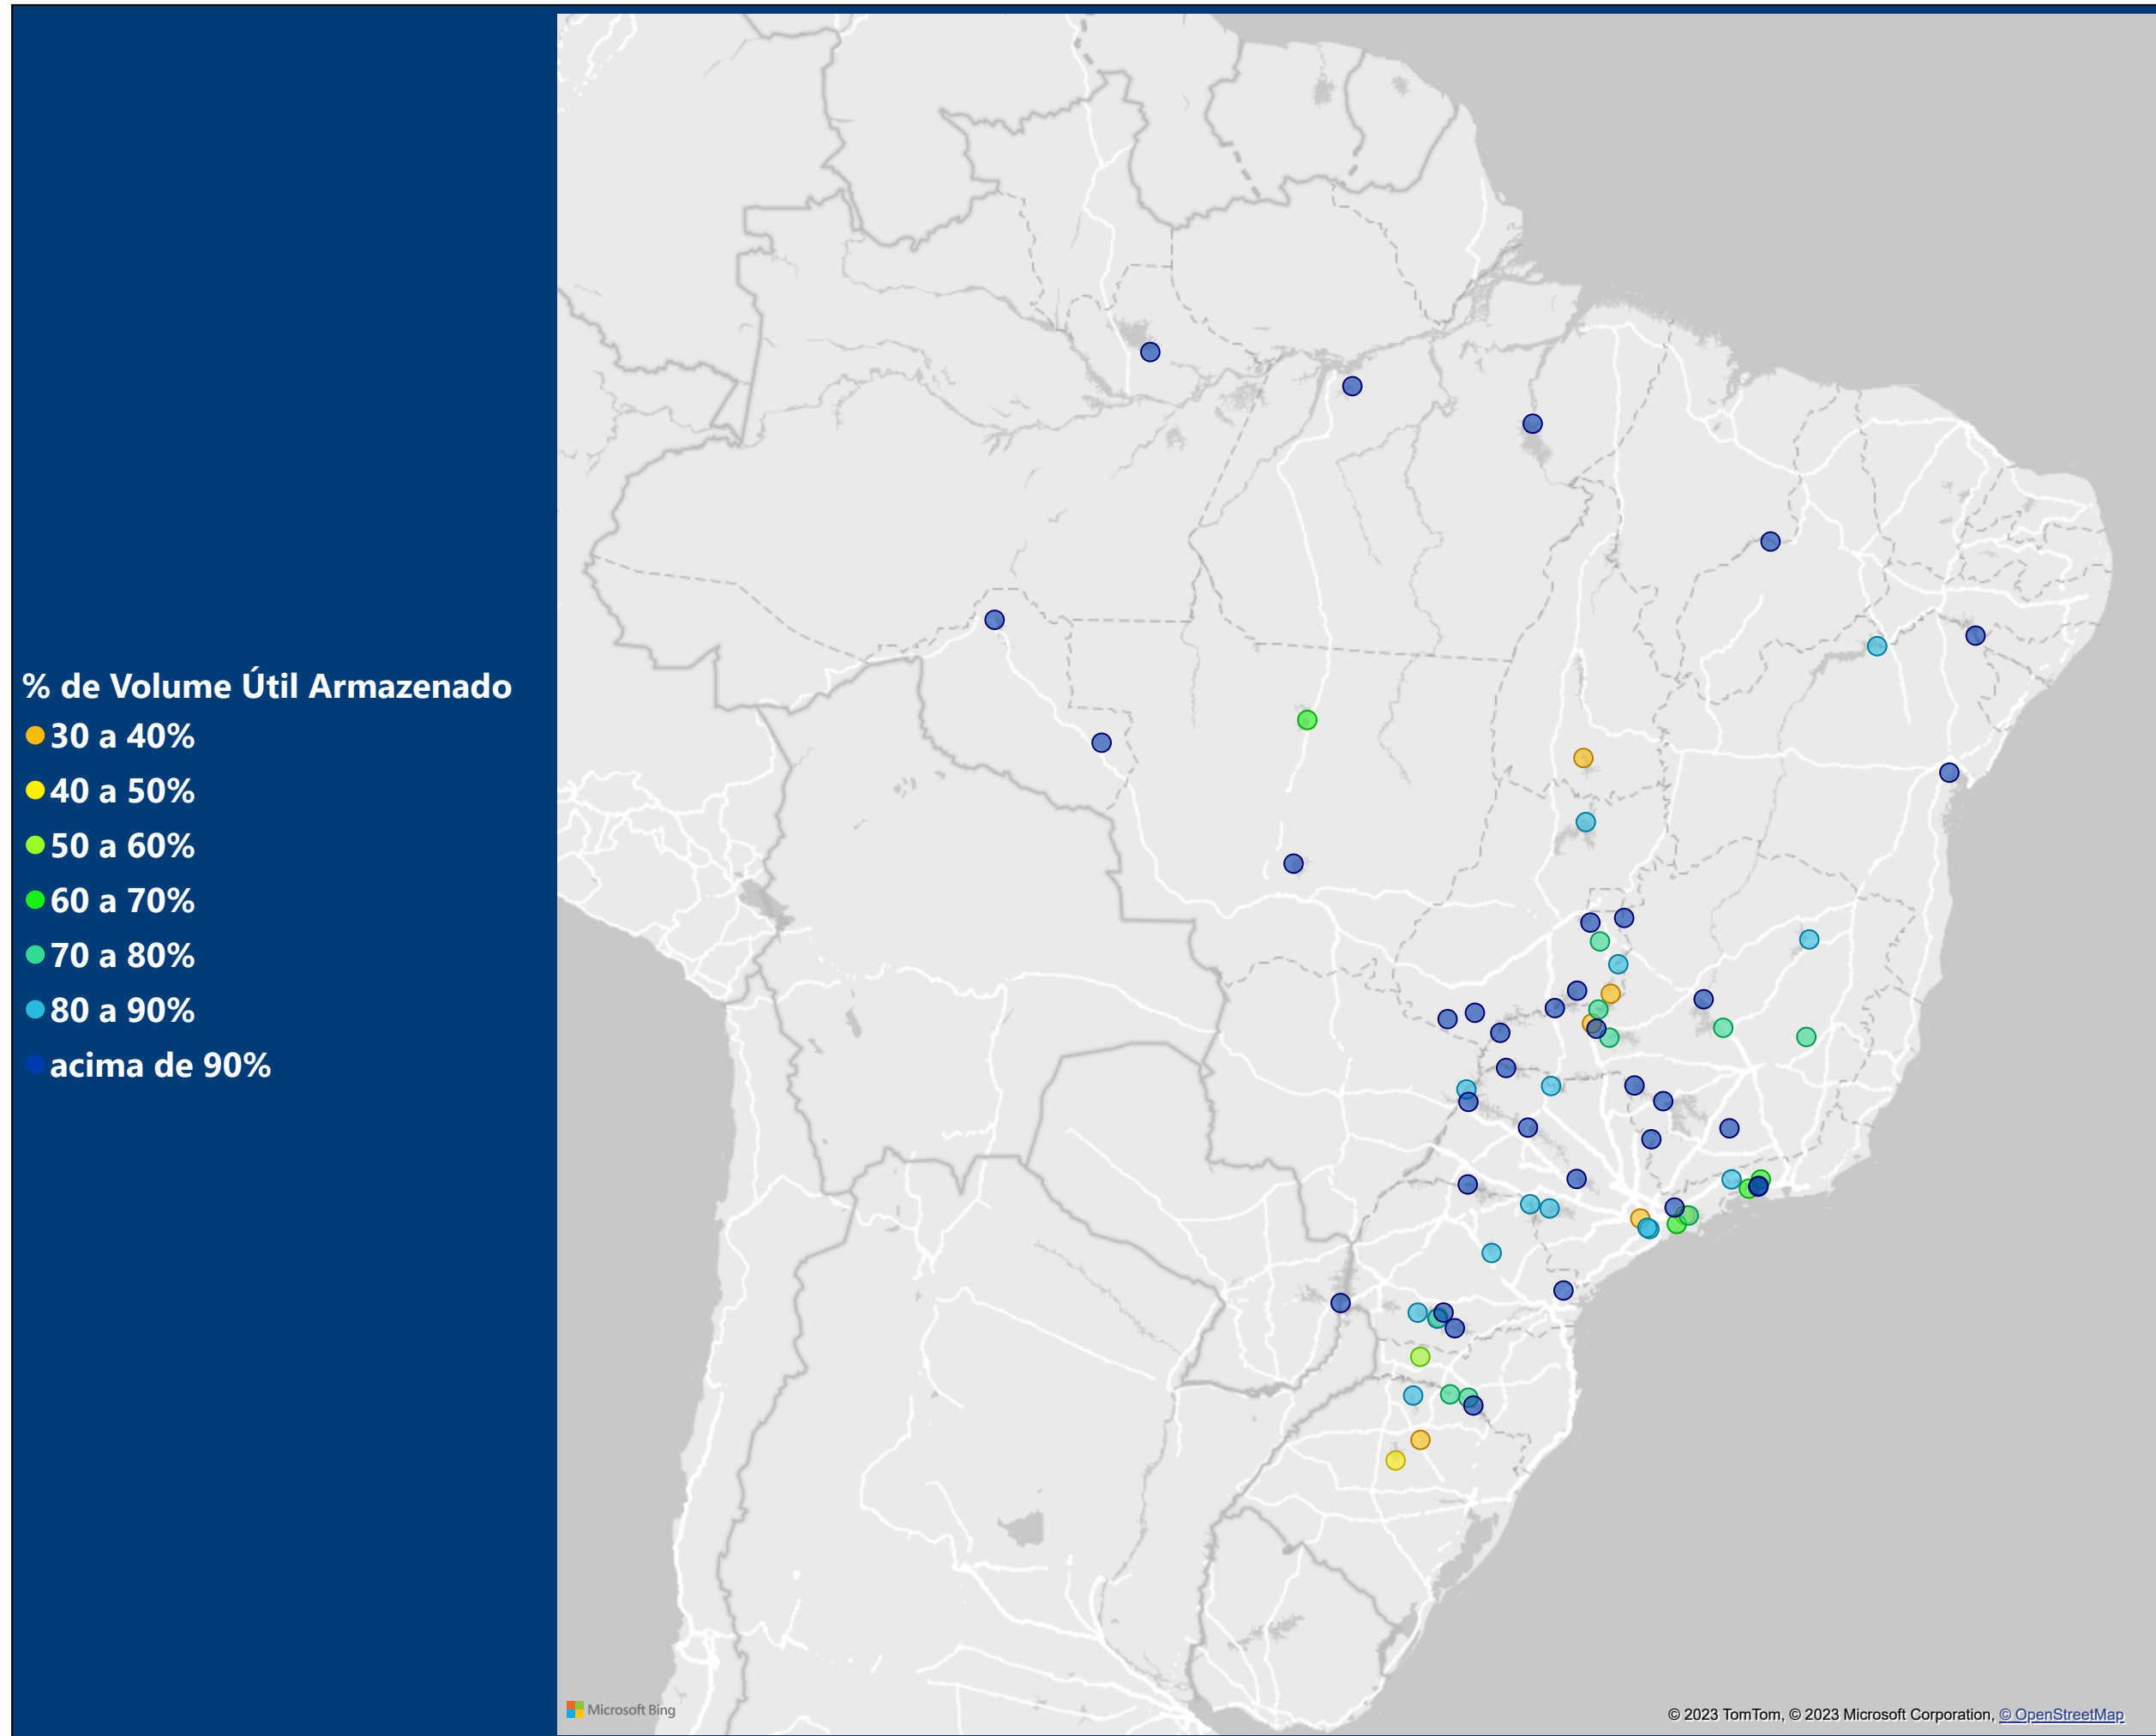 % de Volume Útil Armazenado
30 a 40%
40 a 50%
50 a 60%
60 a 70%
70 a 80%
80 a 90%
acima de 90%
Microsoft Bing
© 2023 TomTom, © 2023 Microsoft Corporation, © OpenStreetMap